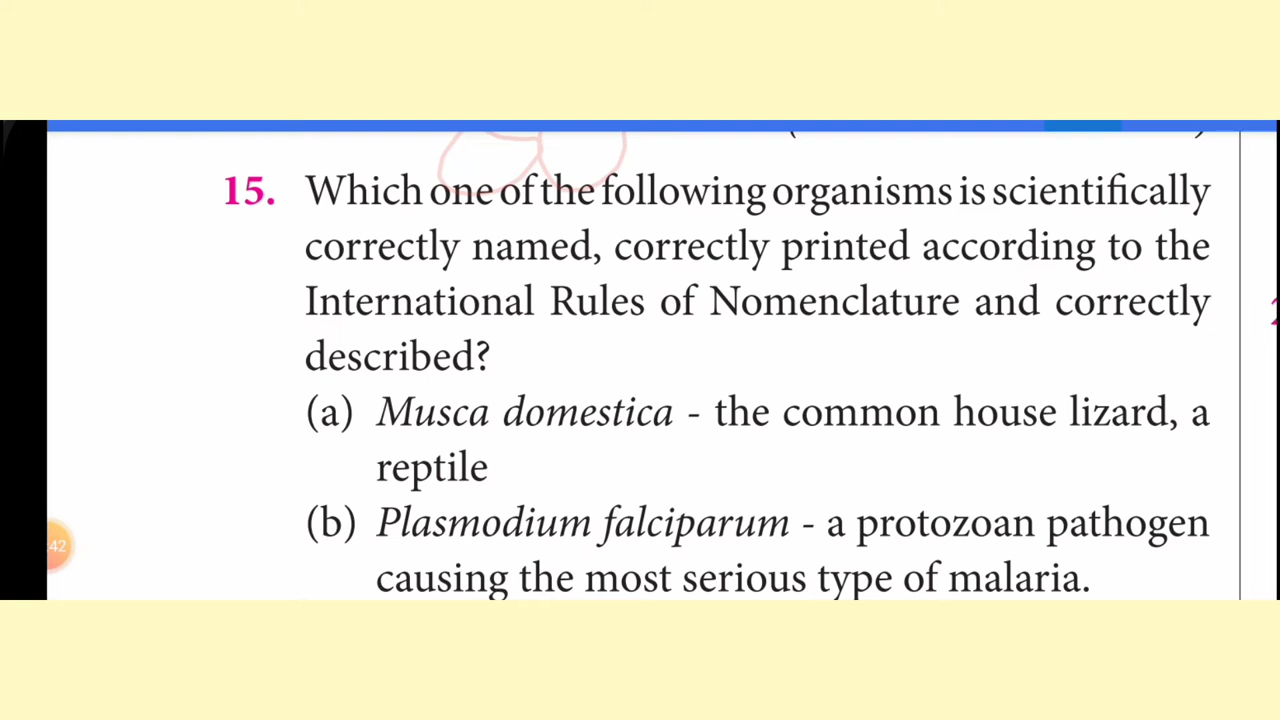 15. Which one of the following organisms is scientifically
correctly named, correctly printed according to the
International Rules of Nomenclature and correctly
described?
(a) Musca domestica - the common house lizard, a
reptile
(b) Plasmodium falciparum - a protozoan pathogen
:42
causing the most serious type of malaria.